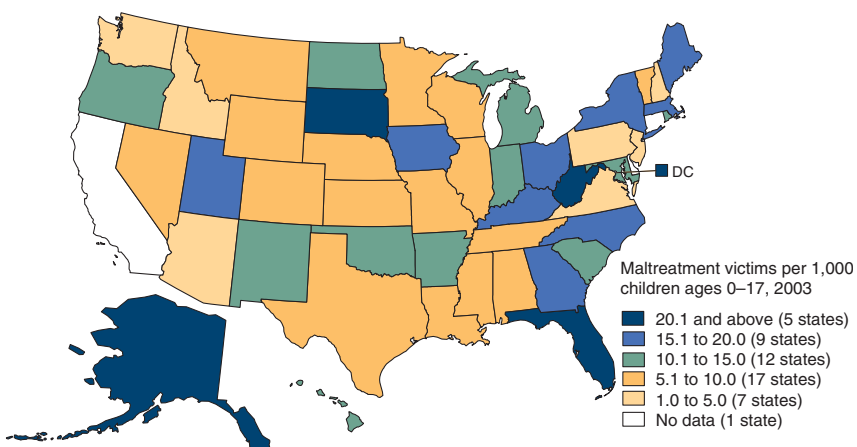 DC
Maltreatment victims per 1,000
children ages 0–17, 2003
20.1 and above (5 states)
15.1 to 20.0 (9 states)
10.1 to 15.0 (12 states)
5.1 to 10.0 (17 states)
1.0 to 5.0 (7 states)
No data (1 state)